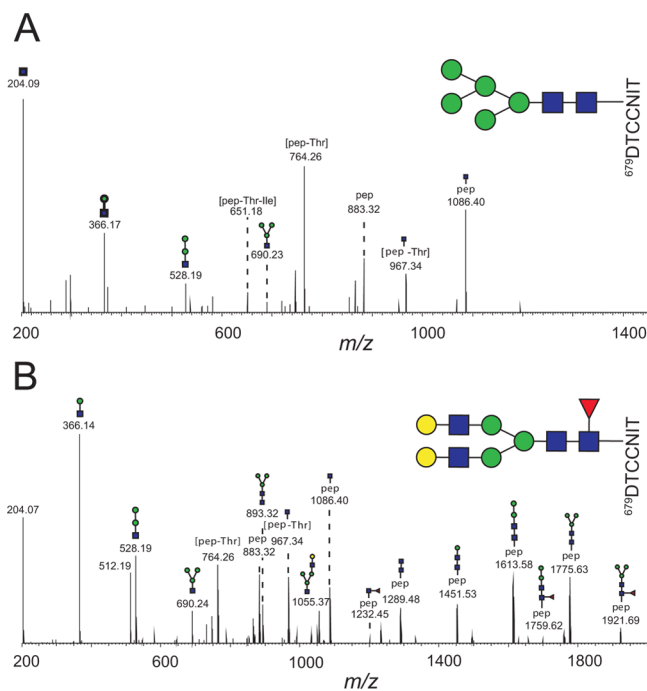 A
204.09
366.17
528.19
[pep-Thr-Ile]
651.18
690.23
[pep-Thr]
764.26
pep
883.32
[pep -Thr]
967.34
pep
1086.40
679DTCCNIT
200
600
1000
1400
m/z
B
204.07
366.14
512.19
528.19
690.24
[pep-Thr]
764.26
pep
883.32
893.32
[pep -Thr]
967.34
1055.37
pep
1086.40
pep
1232.45
pep
1289.48
pep
1451.53
pep
1613.58
pep
1759.62
pep
1775.63
pep
1921.69
679DTCCNIT
200
600
1000
1400
1800
m/z